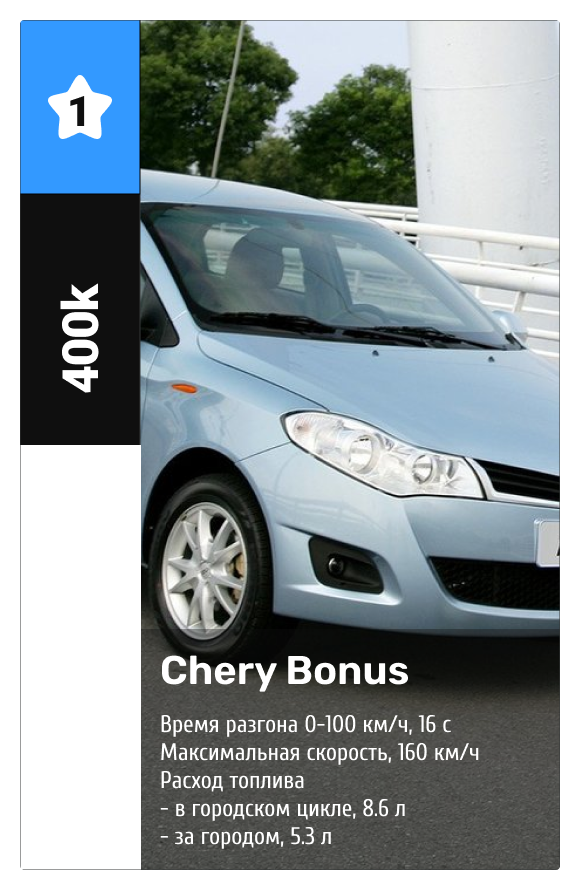 1
400k
Chery Bonus
Время разгона 0-100 км/ч, 16 с
Максимальная скорость, 160 км/ч
Расход топлива
- в городском цикле, 8.6 л
- за городом, 5.3 л